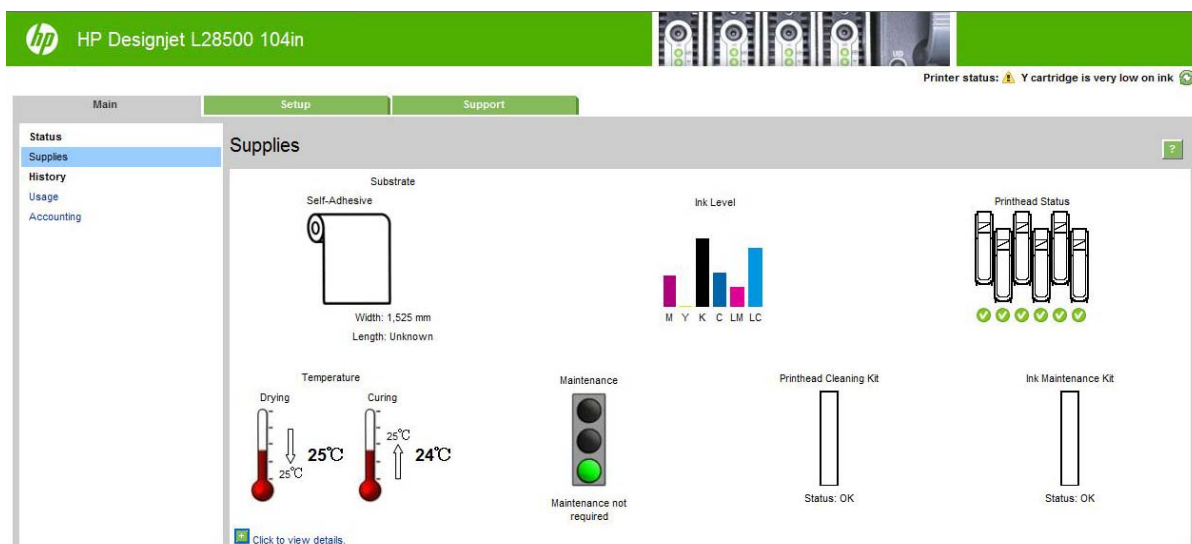 hp HP Designjet L28500 104in
Printer status: Y cartridge is very low on ink
Main Setup Support
Status
Supplies
History
Usage
Accounting
Supplies
?
Substrate
Self-Adhesive
Width: 1,525 mm
Length: Unknown
Ink Level
M Y K C LM LC
Printhead Status
Temperature
Drying
25℃
25℃
Curing
25℃
24℃
Maintenance
Maintenance not
required
Printhead Cleaning Kit
Status: OK
Ink Maintenance Kit
Status: OK
Click to view details.